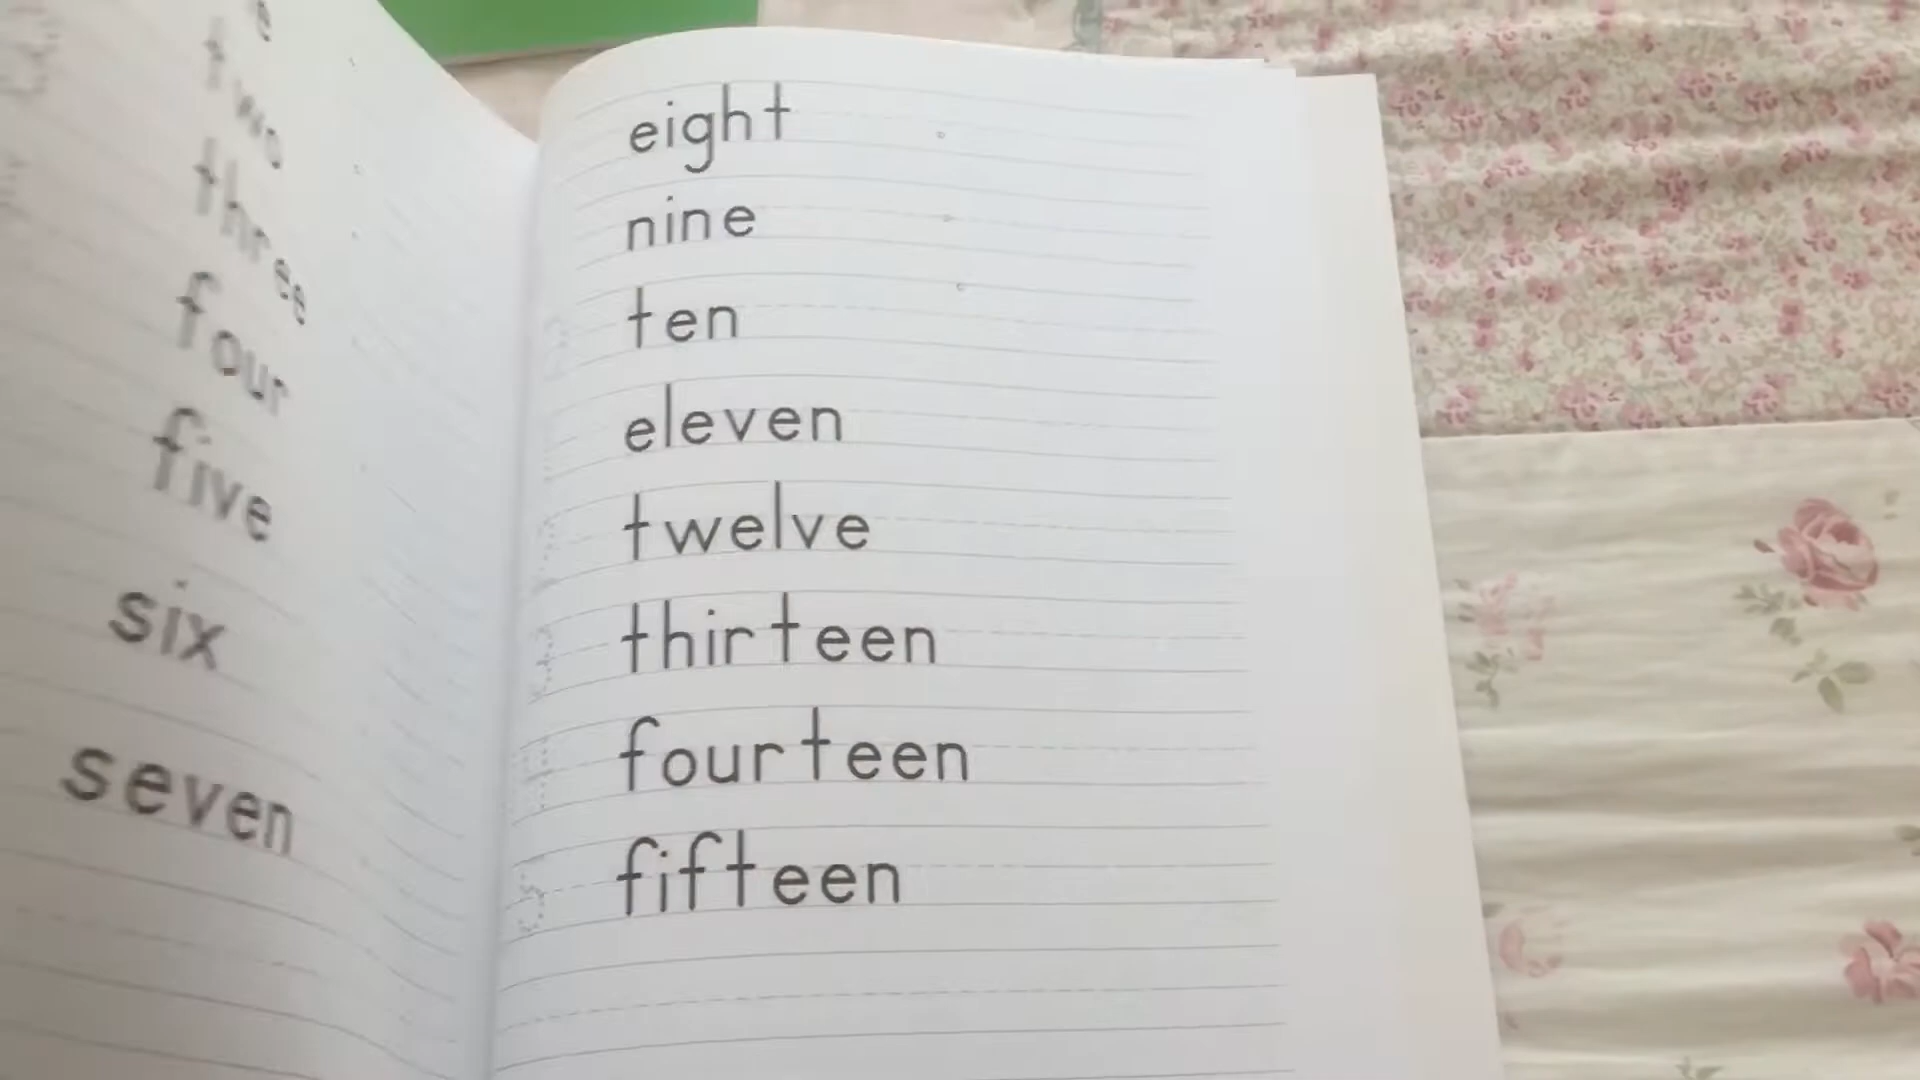 two
three
four
five
six
seven
eight
nine
ten
eleven
twelve
thirteen
fourteen
fifteen